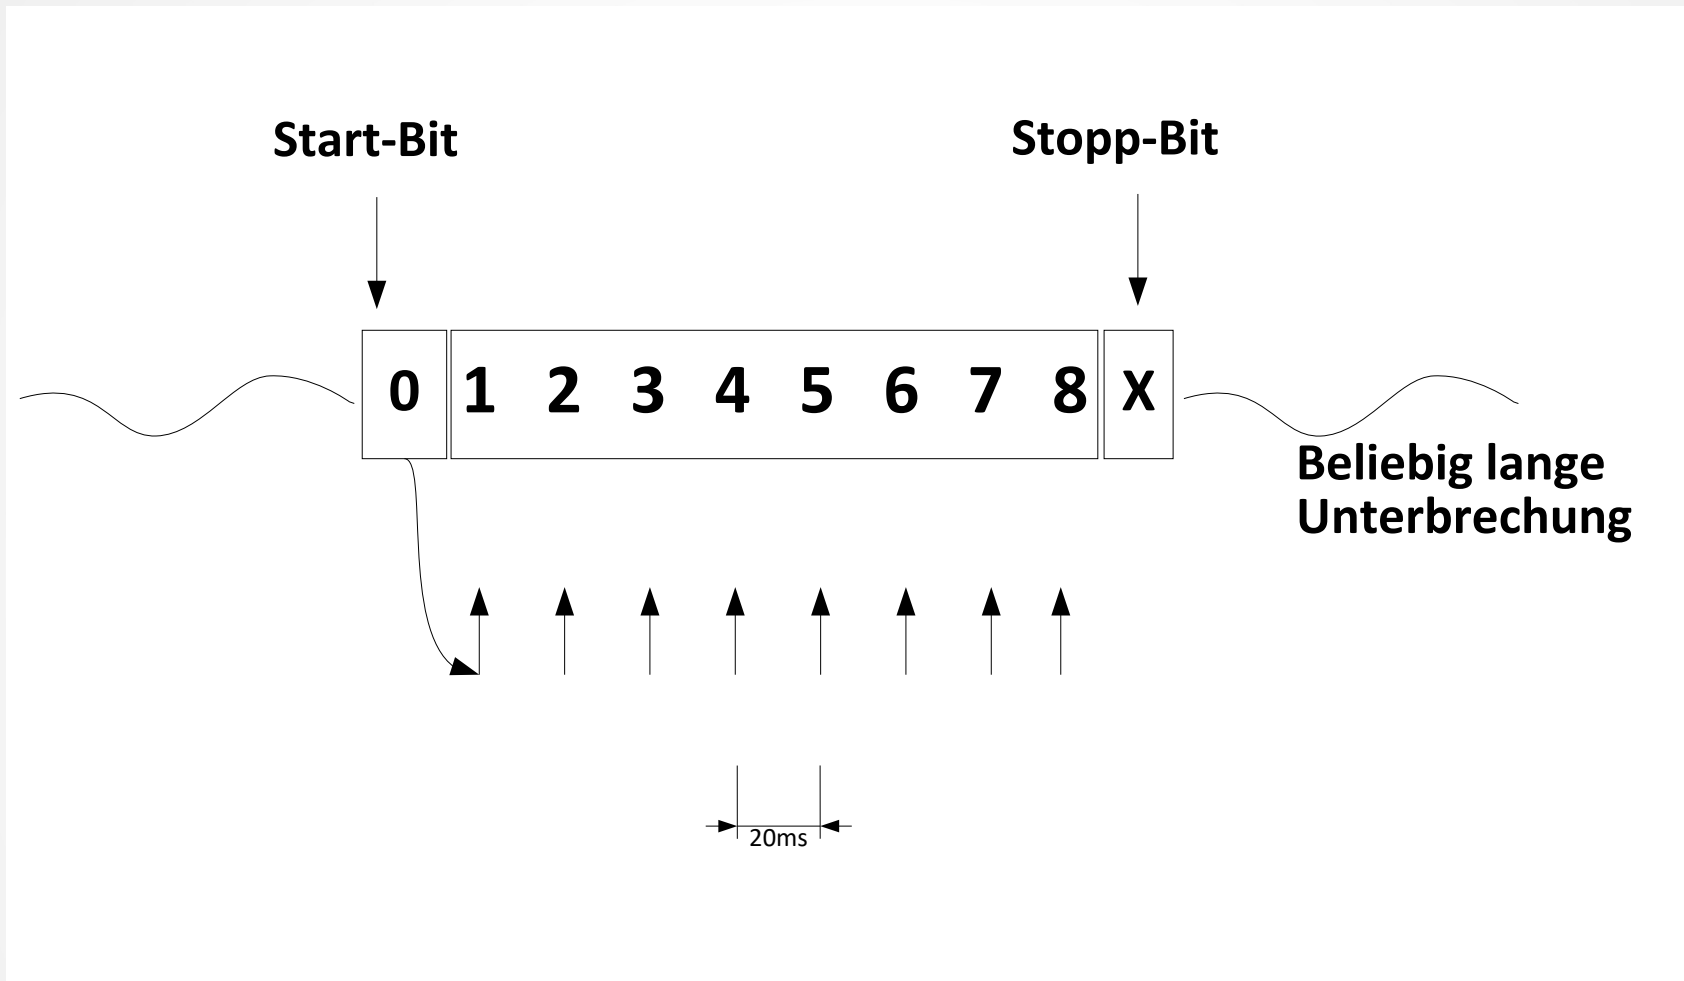 Start-Bit
Stopp-Bit
0 1 2 3 4 5 6 7 8 X
Beliebig lange
Unterbrechung
20ms